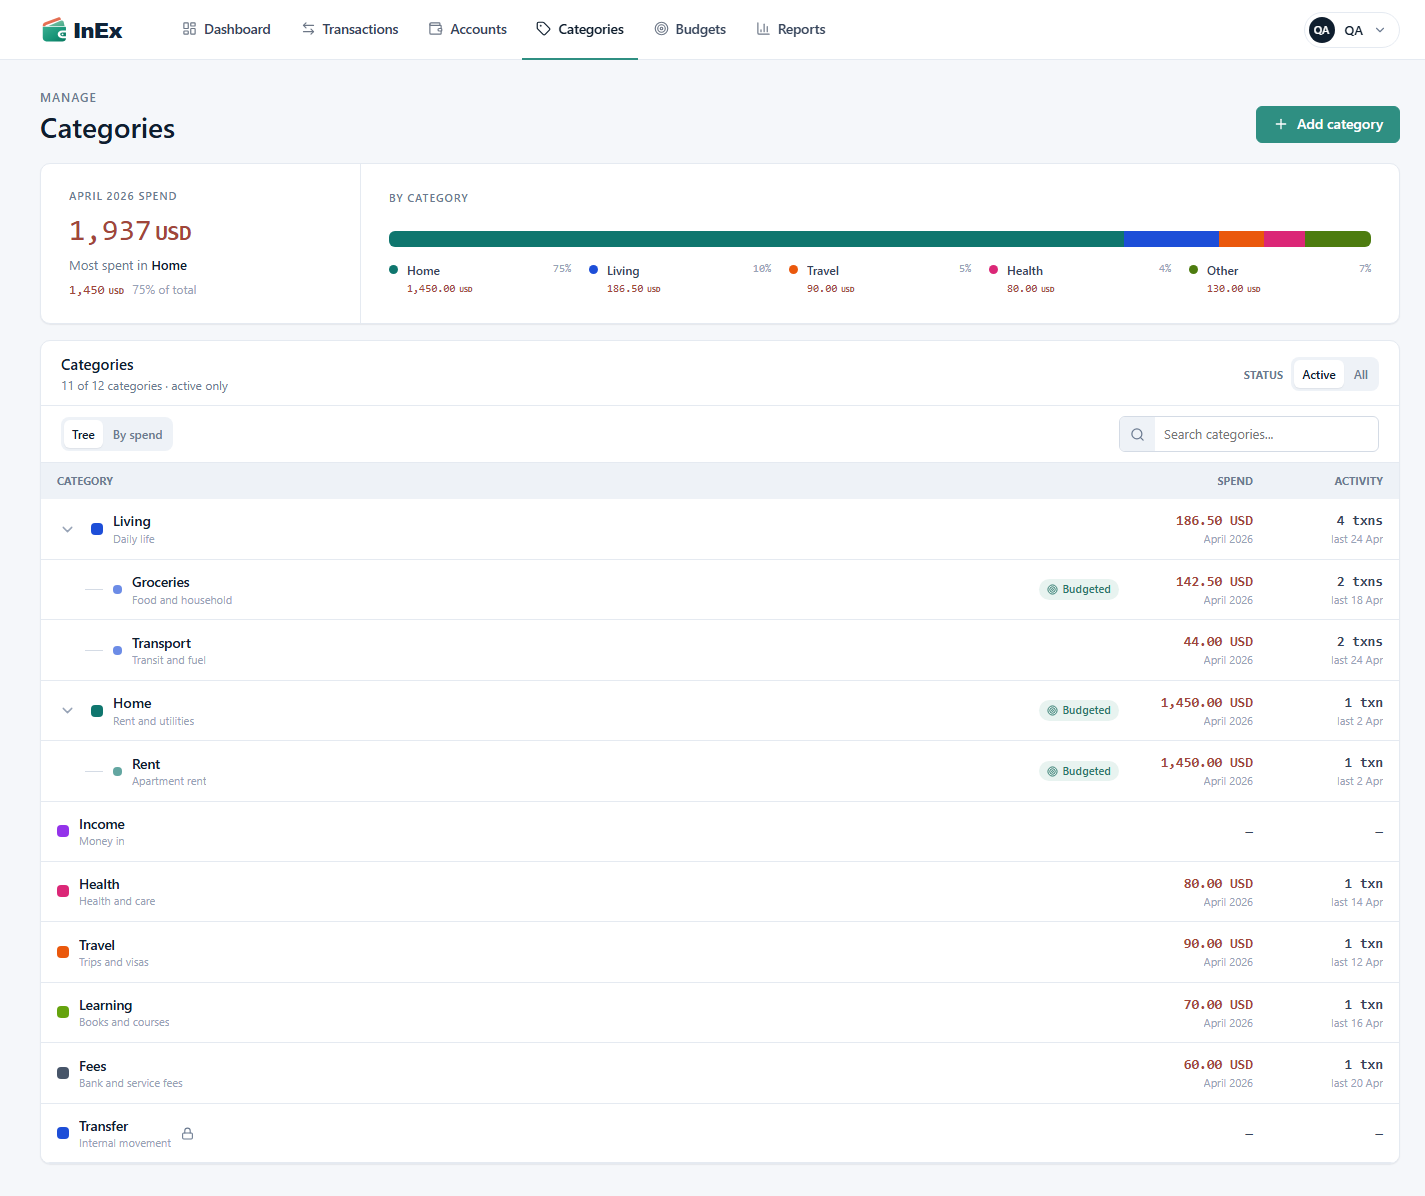 InEx
Dashboard
Transactions
Accounts
Categories
Budgets
Reports
QA
QA
MANAGE
Categories
Add category
APRIL 2026 SPEND
1,937 USD
Most spent in Home
1,450 USD 75% of total
BY CATEGORY
Home 75%
1,450.00 USD
Living 10%
186.50 USD
Travel 5%
90.00 USD
Health 4%
80.00 USD
Other 7%
130.00 USD
Categories
11 of 12 categories · active only
STATUS Active All
Tree By spend
Search categories...
CATEGORY SPEND ACTIVITY
Living 186.50 USD 4 txns
Daily life April 2026 last 24 Apr
Groceries Budgeted 142.50 USD 2 txns
Food and household April 2026 last 18 Apr
Transport 44.00 USD 2 txns
Transit and fuel April 2026 last 24 Apr
Home Budgeted 1,450.00 USD 1 txn
Rent and utilities April 2026 last 2 Apr
Rent Budgeted 1,450.00 USD 1 txn
Apartment rent April 2026 last 2 Apr
Income – –
Money in
Health 80.00 USD 1 txn
Health and care April 2026 last 14 Apr
Travel 90.00 USD 1 txn
Trips and visas April 2026 last 12 Apr
Learning 70.00 USD 1 txn
Books and courses April 2026 last 16 Apr
Fees 60.00 USD 1 txn
Bank and service fees April 2026 last 20 Apr
Transfer – –
Internal movement